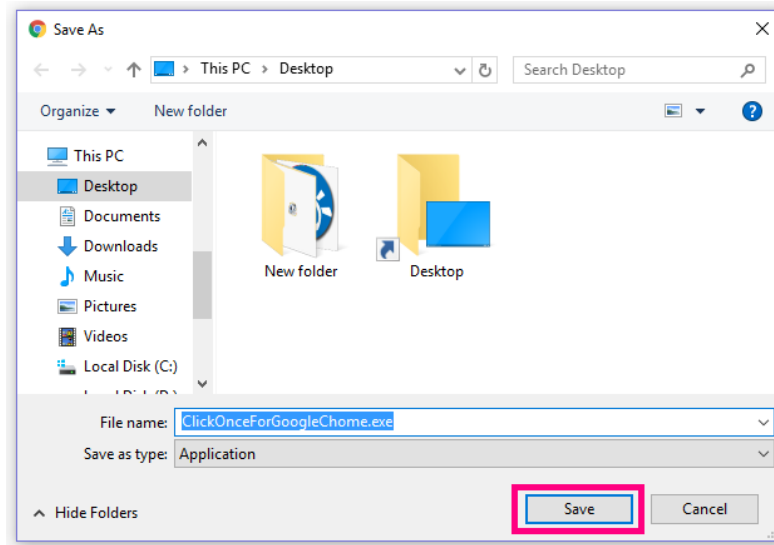 Save As
This PC > Desktop
Search Desktop
Organize
New folder
?
This PC
Desktop
Documents
Downloads
Music
Pictures
Videos
Local Disk (C:)
New folder
Desktop
File name: ClickOnceForGoogleChome.exe
Save as type: Application
Hide Folders
Save
Cancel